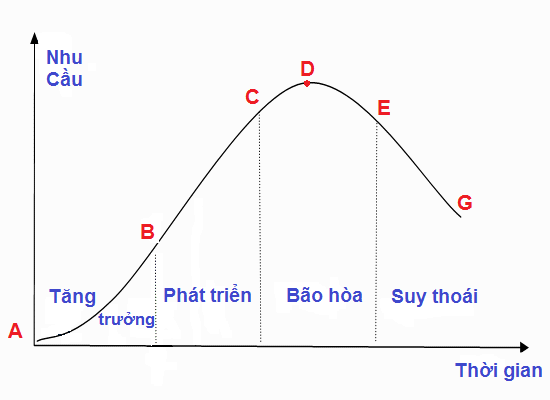 Nhu
Cầu
D
C
E
B
G
Tăng
trưởng
Phát triển
Bão hòa
Suy thoái
A
Thời gian